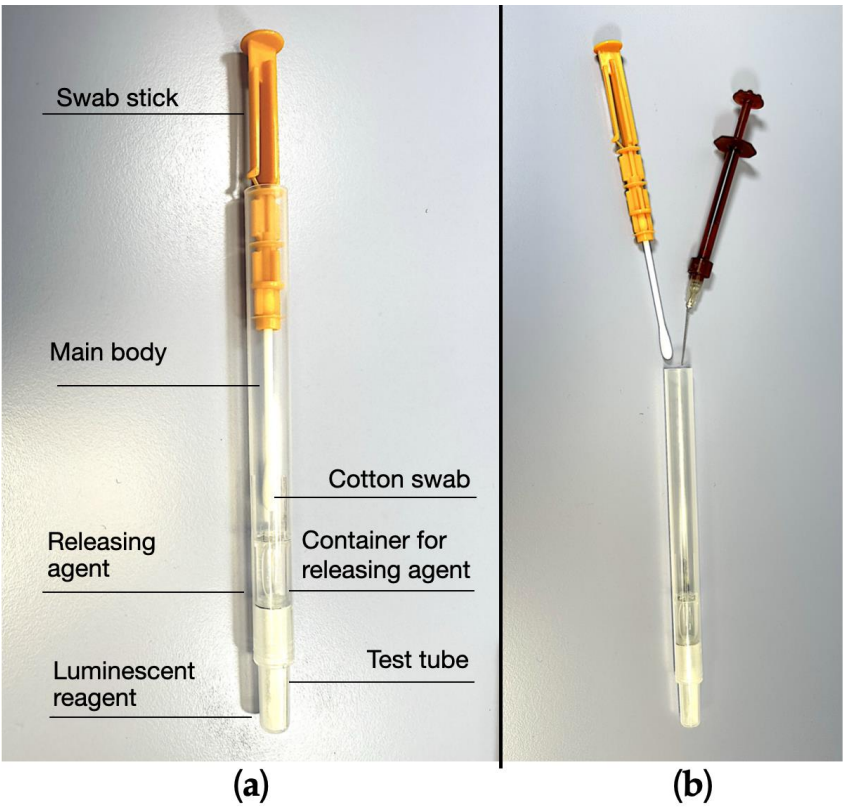 Swab stick
Main body
Cotton swab
Releasing
agent
Container for
releasing agent
Luminescent
reagent
Test tube
(a)
(b)